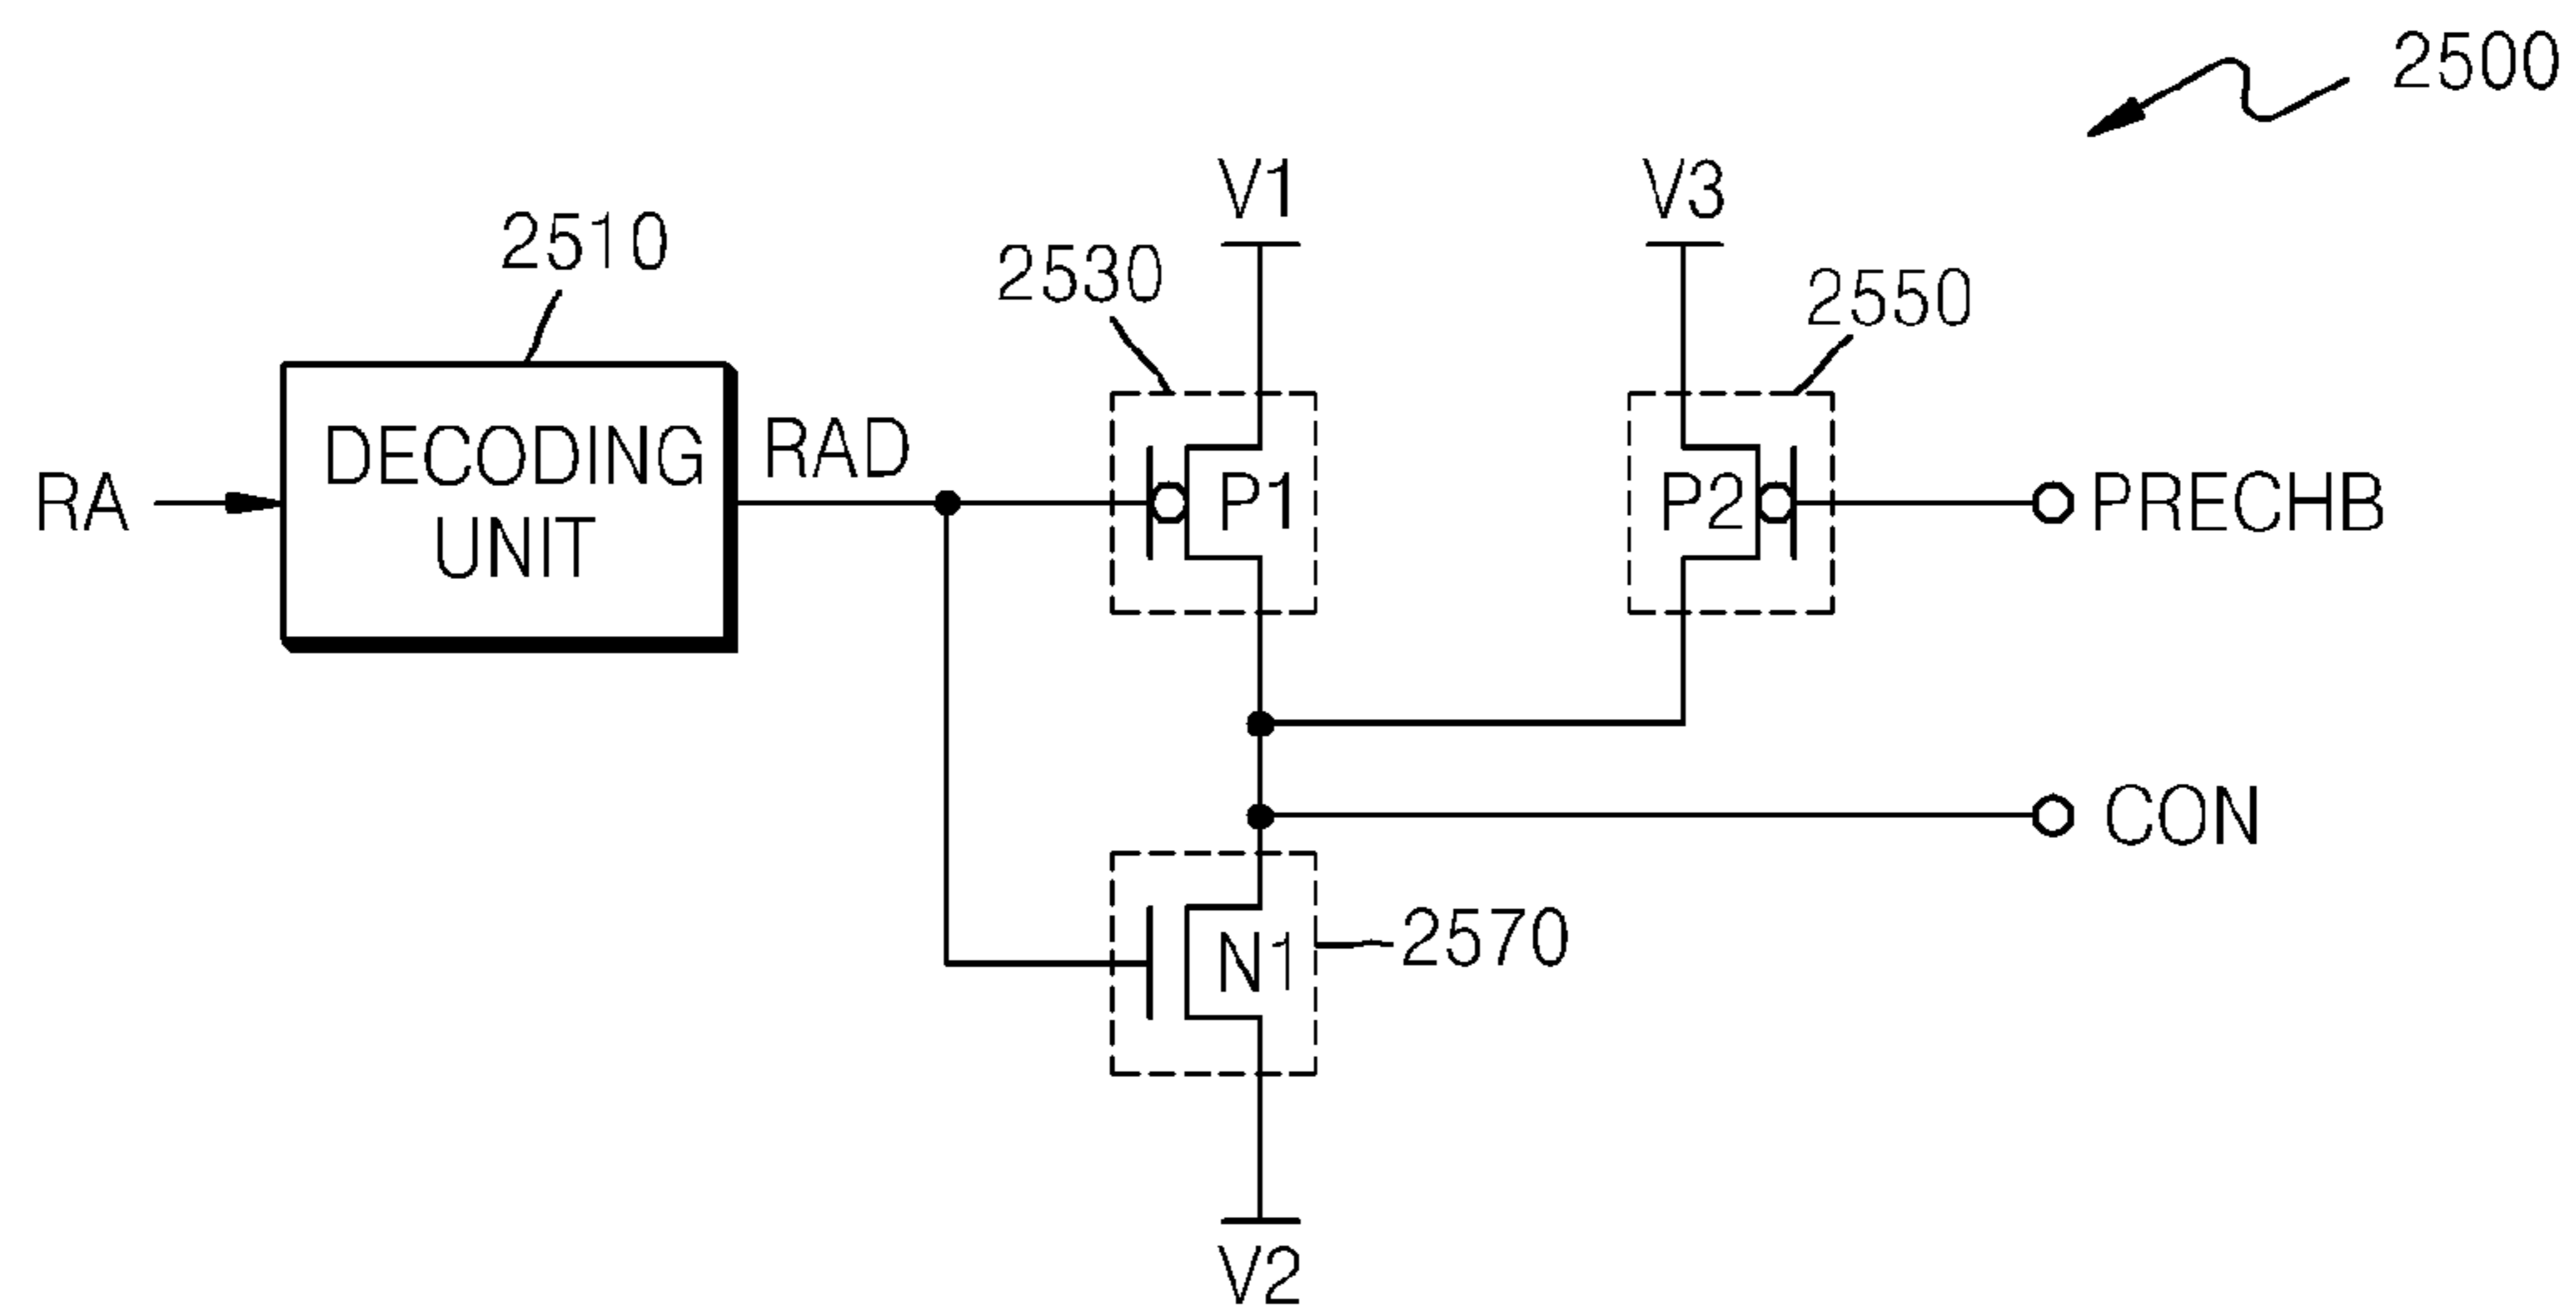 2500
V1
V3
2510
2530
2550
DECODING
UNIT
RA
RAD
P1
P2
PRECHB
CON
N1
2570
V2